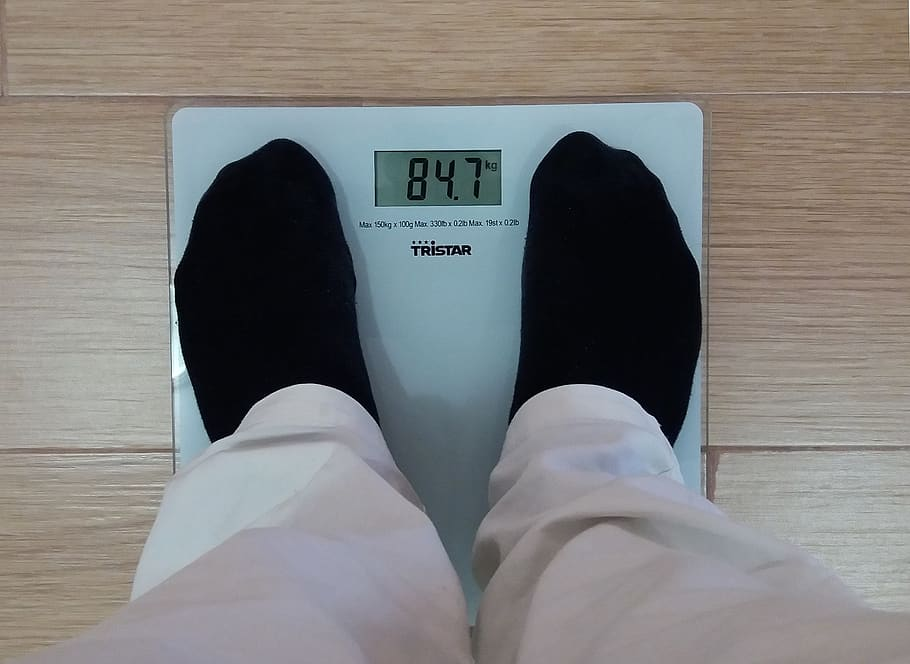 84.7 kg
Max 150kg x 100g Max. 330lb x 0.2lb Max. 19st x 0.2lb
TRISTAR